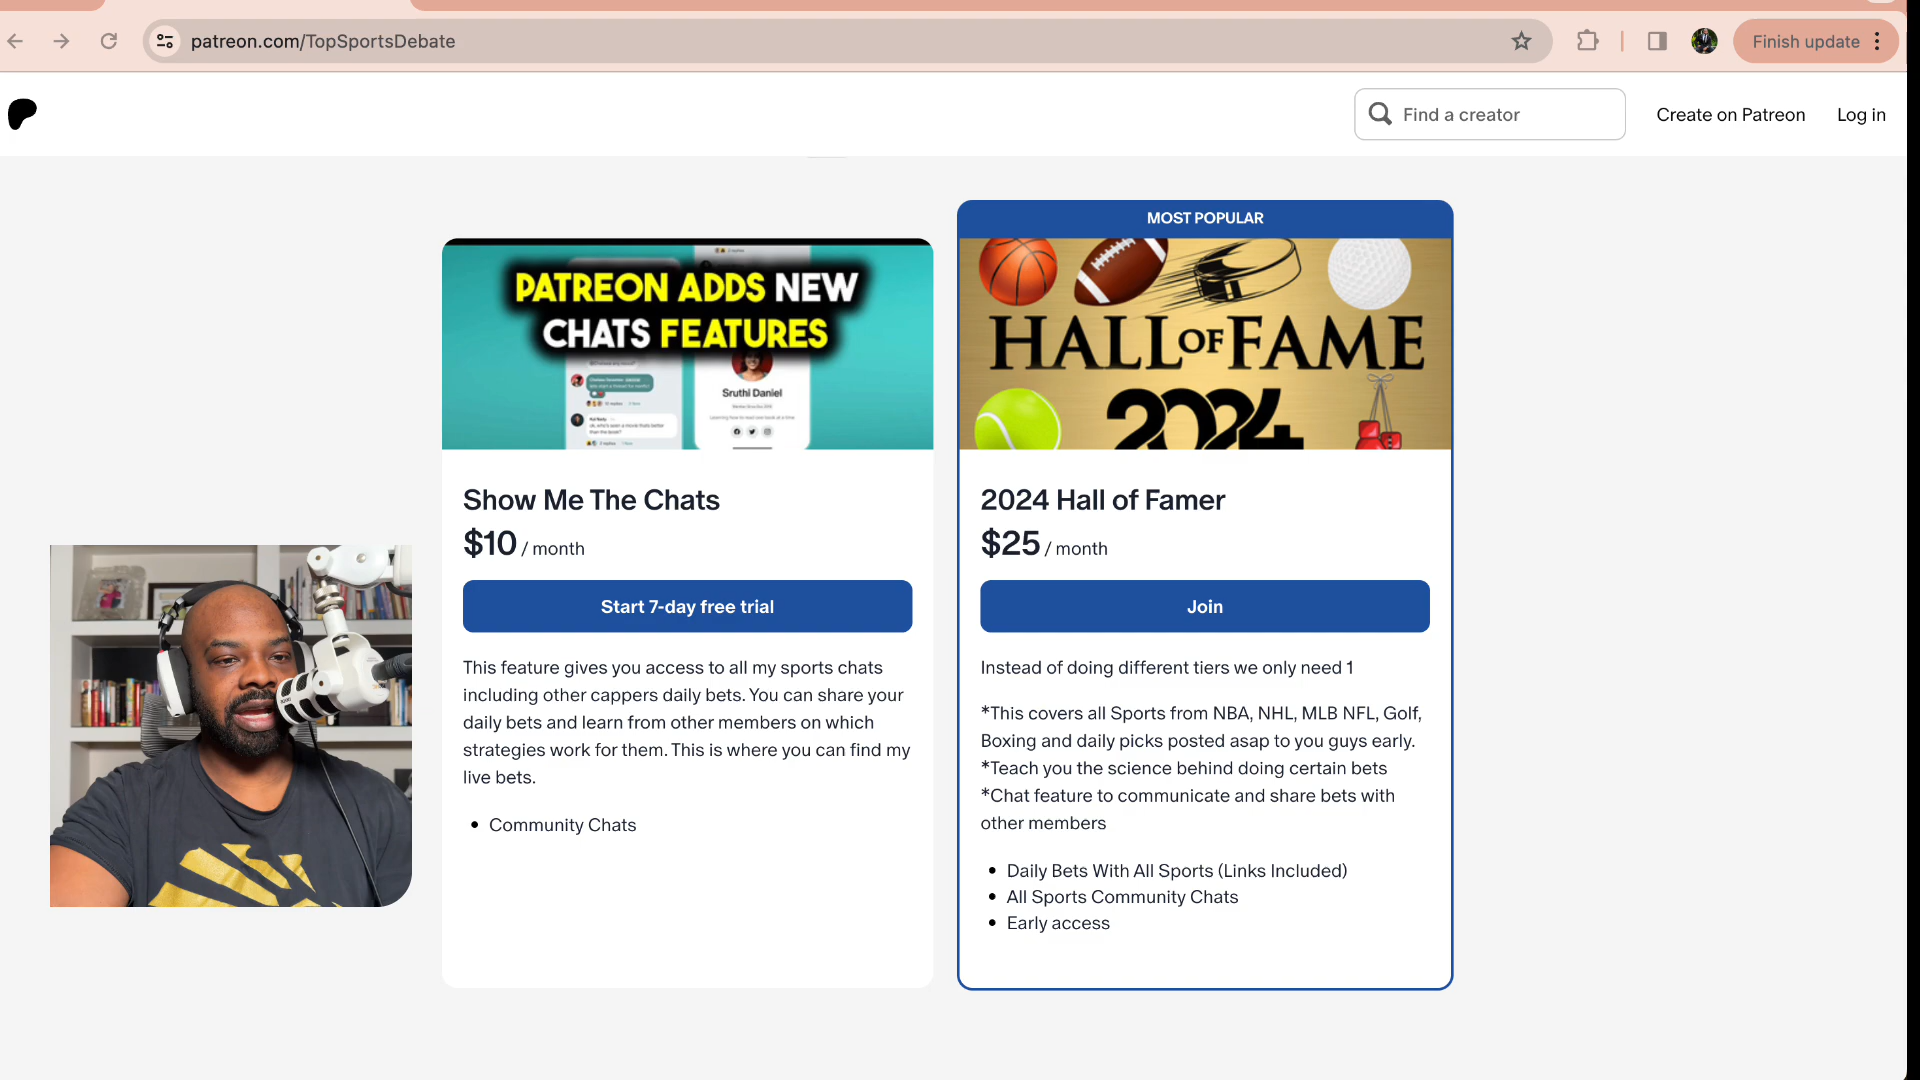 patreon.com/TopSportsDebate
Finish update
Find a creator
Create on Patreon
Log in
PATREON ADDS NEW
CHATS FEATURES
Sruthi Daniel
Show Me The Chats
$10 / month
Start 7-day free trial
This feature gives you access to all my sports chats
including other cappers daily bets. You can share your
daily bets and learn from other members on which
strategies work for them. This is where you can find my
live bets.
• Community Chats
MOST POPULAR
HALL OF FAME
2024
2024 Hall of Famer
$25 / month
Join
Instead of doing different tiers we only need 1
*This covers all Sports from NBA, NHL, MLB NFL, Golf,
Boxing and daily picks posted asap to you guys early.
*Teach you the science behind doing certain bets
*Chat feature to communicate and share bets with
other members
• Daily Bets With All Sports (Links Included)
• All Sports Community Chats
• Early access